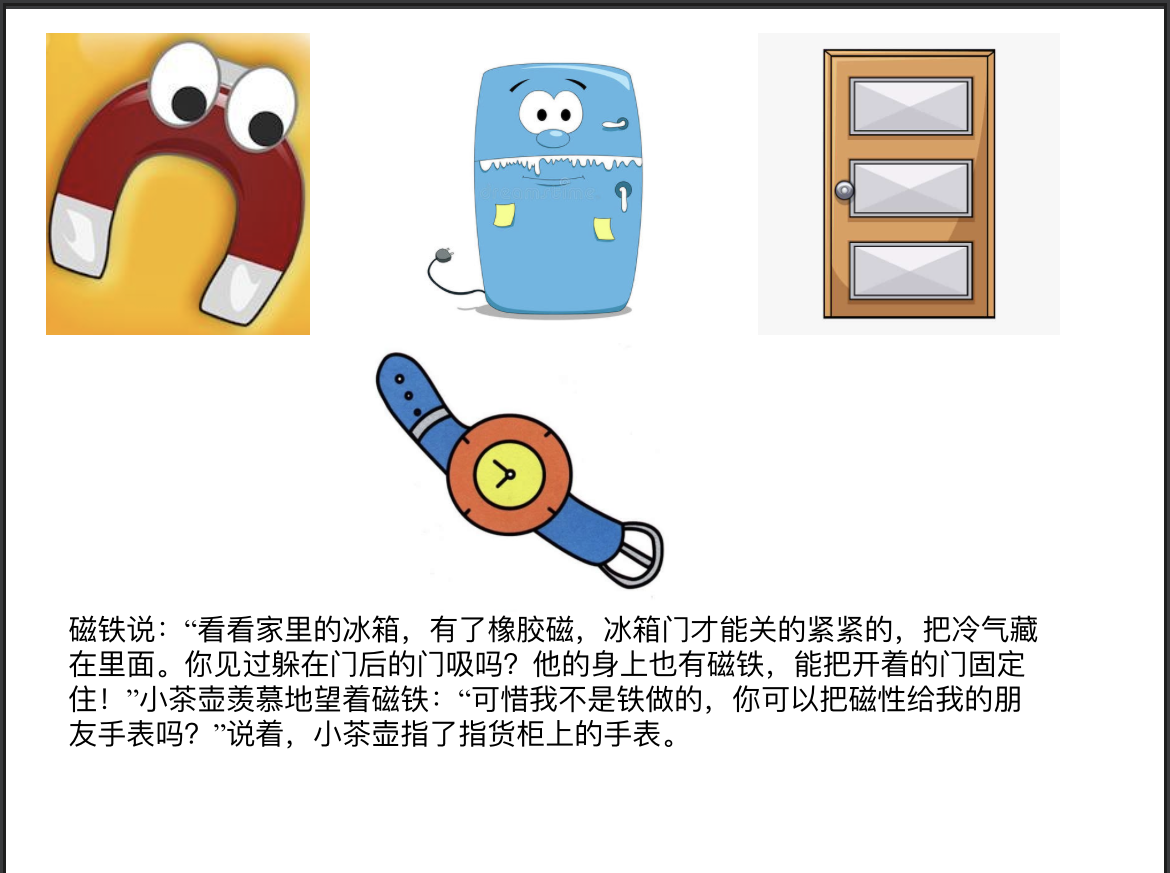 磁铁说：“看看家里的冰箱，有了橡胶磁，冰箱门才能关的紧紧的，把冷气藏
在里面。你见过躲在门后的门吸吗？他的身上也有磁铁，能把开着的门固定
住！”小茶壶羡慕地望着磁铁：“可惜我不是铁做的，你可以把磁性给我的朋
友手表吗？”说着，小茶壶指了指货柜上的手表。